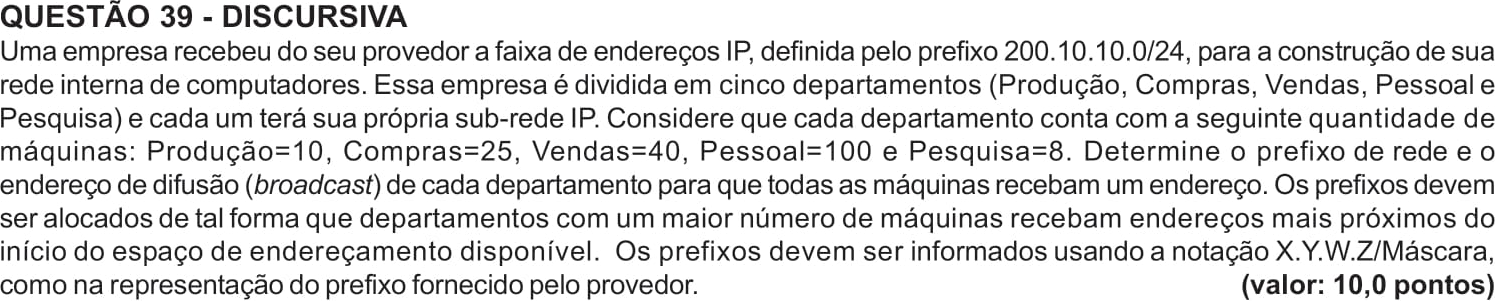 QUESTÃO 39 - DISCURSIVA
Uma empresa recebeu do seu provedor a faixa de endereços IP, definida pelo prefixo 200.10.10.0/24, para a construção de sua
rede interna de computadores. Essa empresa é dividida em cinco departamentos (Produção, Compras, Vendas, Pessoal e
Pesquisa) e cada um terá sua própria sub-rede IP. Considere que cada departamento conta com a seguinte quantidade de
máquinas: Produção=10, Compras=25, Vendas=40, Pessoal=100 e Pesquisa=8. Determine o prefixo de rede e o
endereço de difusão (broadcast) de cada departamento para que todas as máquinas recebam um endereço. Os prefixos devem
ser alocados de tal forma que departamentos com um maior número de máquinas recebam endereços mais próximos do
início do espaço de endereçamento disponível. Os prefixos devem ser informados usando a notação X.Y.W.Z/Máscara,
como na representação do prefixo fornecido pelo provedor. (valor: 10,0 pontos)